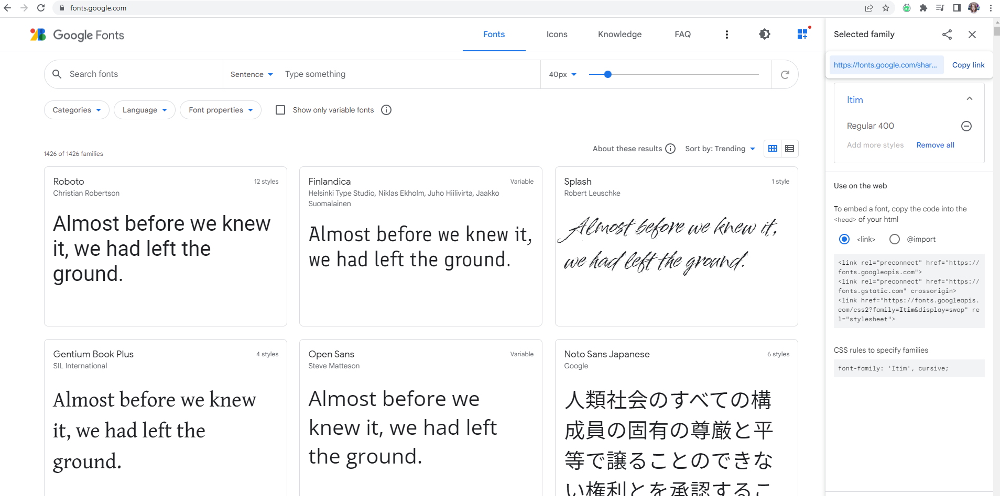 fonts.google.com
Google Fonts
Fonts
Icons
Knowledge
FAQ
Search fonts
Sentence
Type something
40px
Categories
Language
Font properties
Show only variable fonts
1426 of 1426 families
About these results
Sort by: Trending
Roboto
12 styles
Christian Robertson
Almost before we knew
it, we had left the
ground.
Finlandica
Variable
Helsinki Type Studio, Niklas Ekholm, Juho Hiilivirta, Jaakko
Suomalainen
Almost before we knew it,
we had left the ground.
Splash
1 style
Robert Leuschke
Almost before we knew it,
we had left the ground.
Gentium Book Plus
4 styles
SIL International
Almost before we knew
it, we had left the
ground.
Open Sans
Variable
Steve Matteson
Almost before we
knew it, we had left
the ground.
Noto Sans Japanese
6 styles
Google
人類社会のすべての構
成員の固有の尊厳と平
等で譲ることのできな
い権利とを承認するこ
Selected family
https://fonts.google.com/shar...
Copy link
Itim
Regular 400
Add more styles
Remove all
Use on the web
To embed a font, copy the code into the
<head> of your html
<link>
@import
<link rel="preconnect" href="https://
fonts.googleapis.com">
<link rel="preconnect" href="https://
fonts.gstatic.com" crossorigin>
<link href="https://fonts.googleapis.
com/css2?family=Itim&display=swap" re
l="stylesheet">
CSS rules to specify families
font-family: 'Itim', cursive;